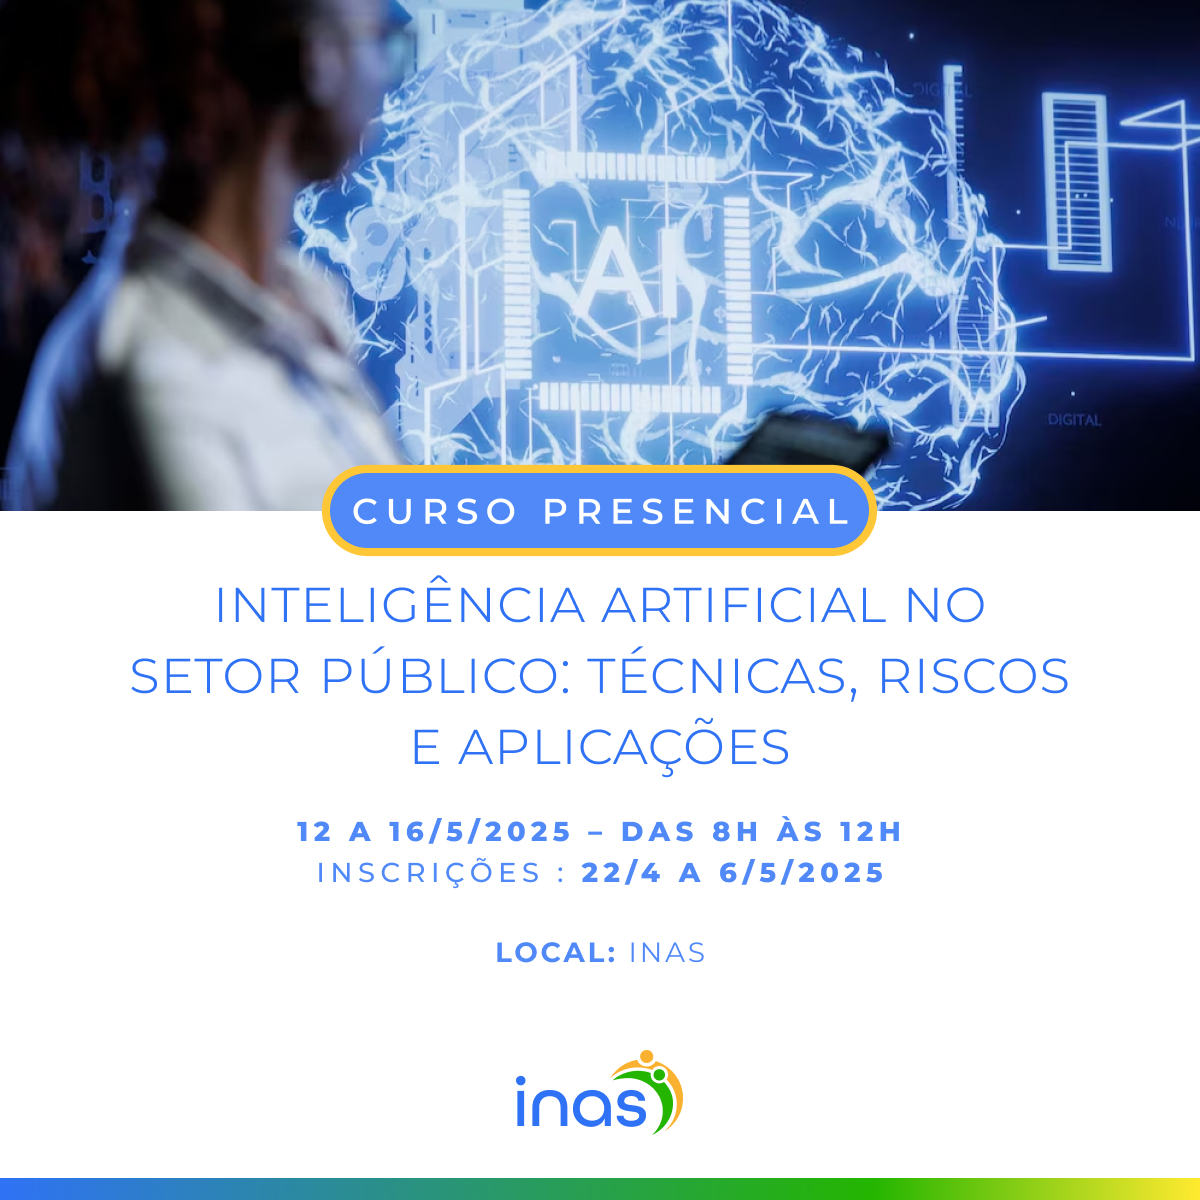 DIGITAL
AI
DIGITAL
CURSO PRESENCIAL
INTELIGÊNCIA ARTIFICIAL NO
SETOR PÚBLICO: TÉCNICAS, RISCOS
E APLICAÇÕES
12 A 16/5/2025 – DAS 8H ÀS 12H
INSCRIÇÕES : 22/4 A 6/5/2025
LOCAL: INAS
inas